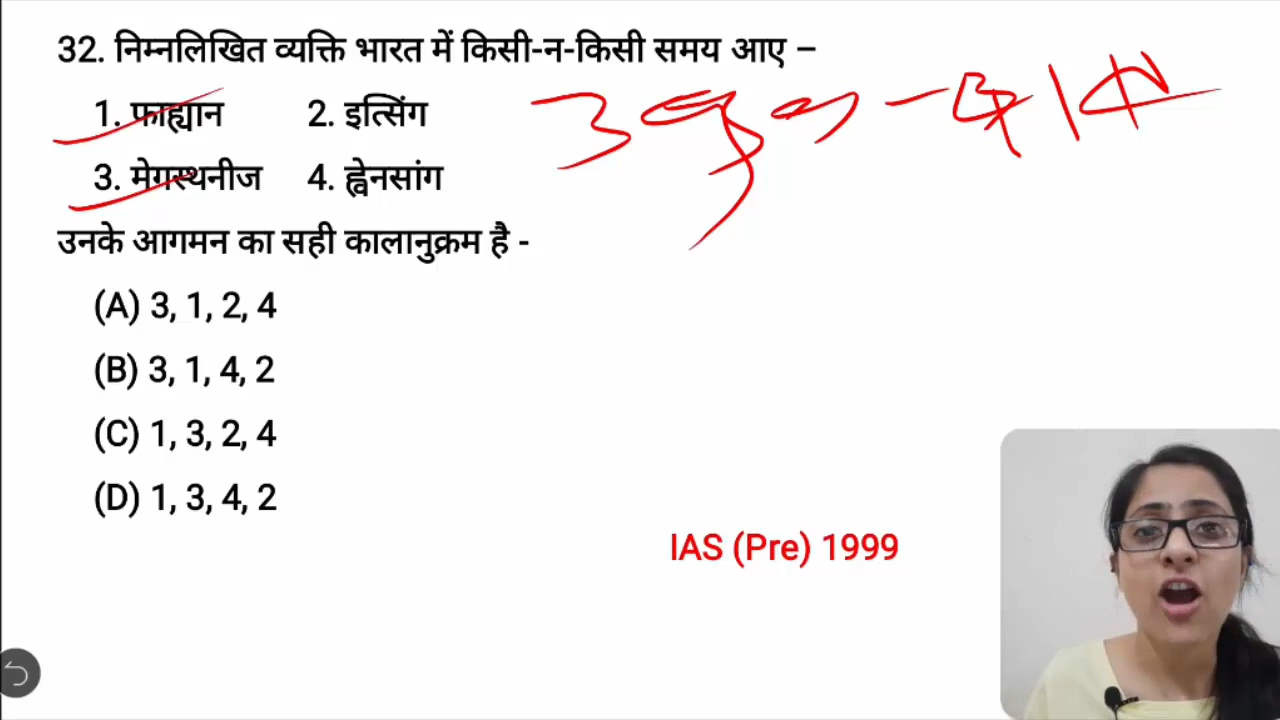 32. निम्नलिखित व्यक्ति भारत में किसी-न-किसी समय आए –
1. फाह्यान 2. इत्सिंग
3. मेगस्थनीज 4. ह्वेनसांग
उनके आगमन का सही कालानुक्रम है -
(A) 3, 1, 2, 4
(B) 3, 1, 4, 2
(C) 1, 3, 2, 4
(D) 1, 3, 4, 2
IAS (Pre) 1999